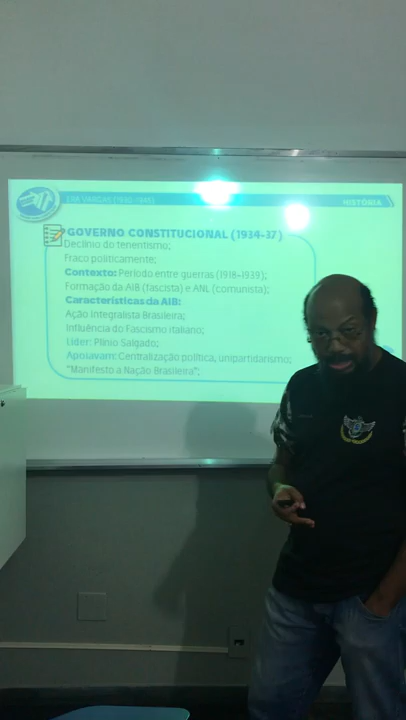 ERA VARGAS (1930-1945)
HISTÓRIA
GOVERNO CONSTITUCIONAL (1934-37)
Declínio do tenentismo;
Fraco politicamente;
Contexto: Período entre guerras (1918-1939);
Formação da AIB (fascista) e ANL (comunista);
Características da AIB:
Ação Integralista Brasileira;
Influência do Fascismo italiano;
Líder: Plínio Salgado;
Apoiavam: Centralização política, unipartidarismo;
"Manifesto a Nação Brasileira";